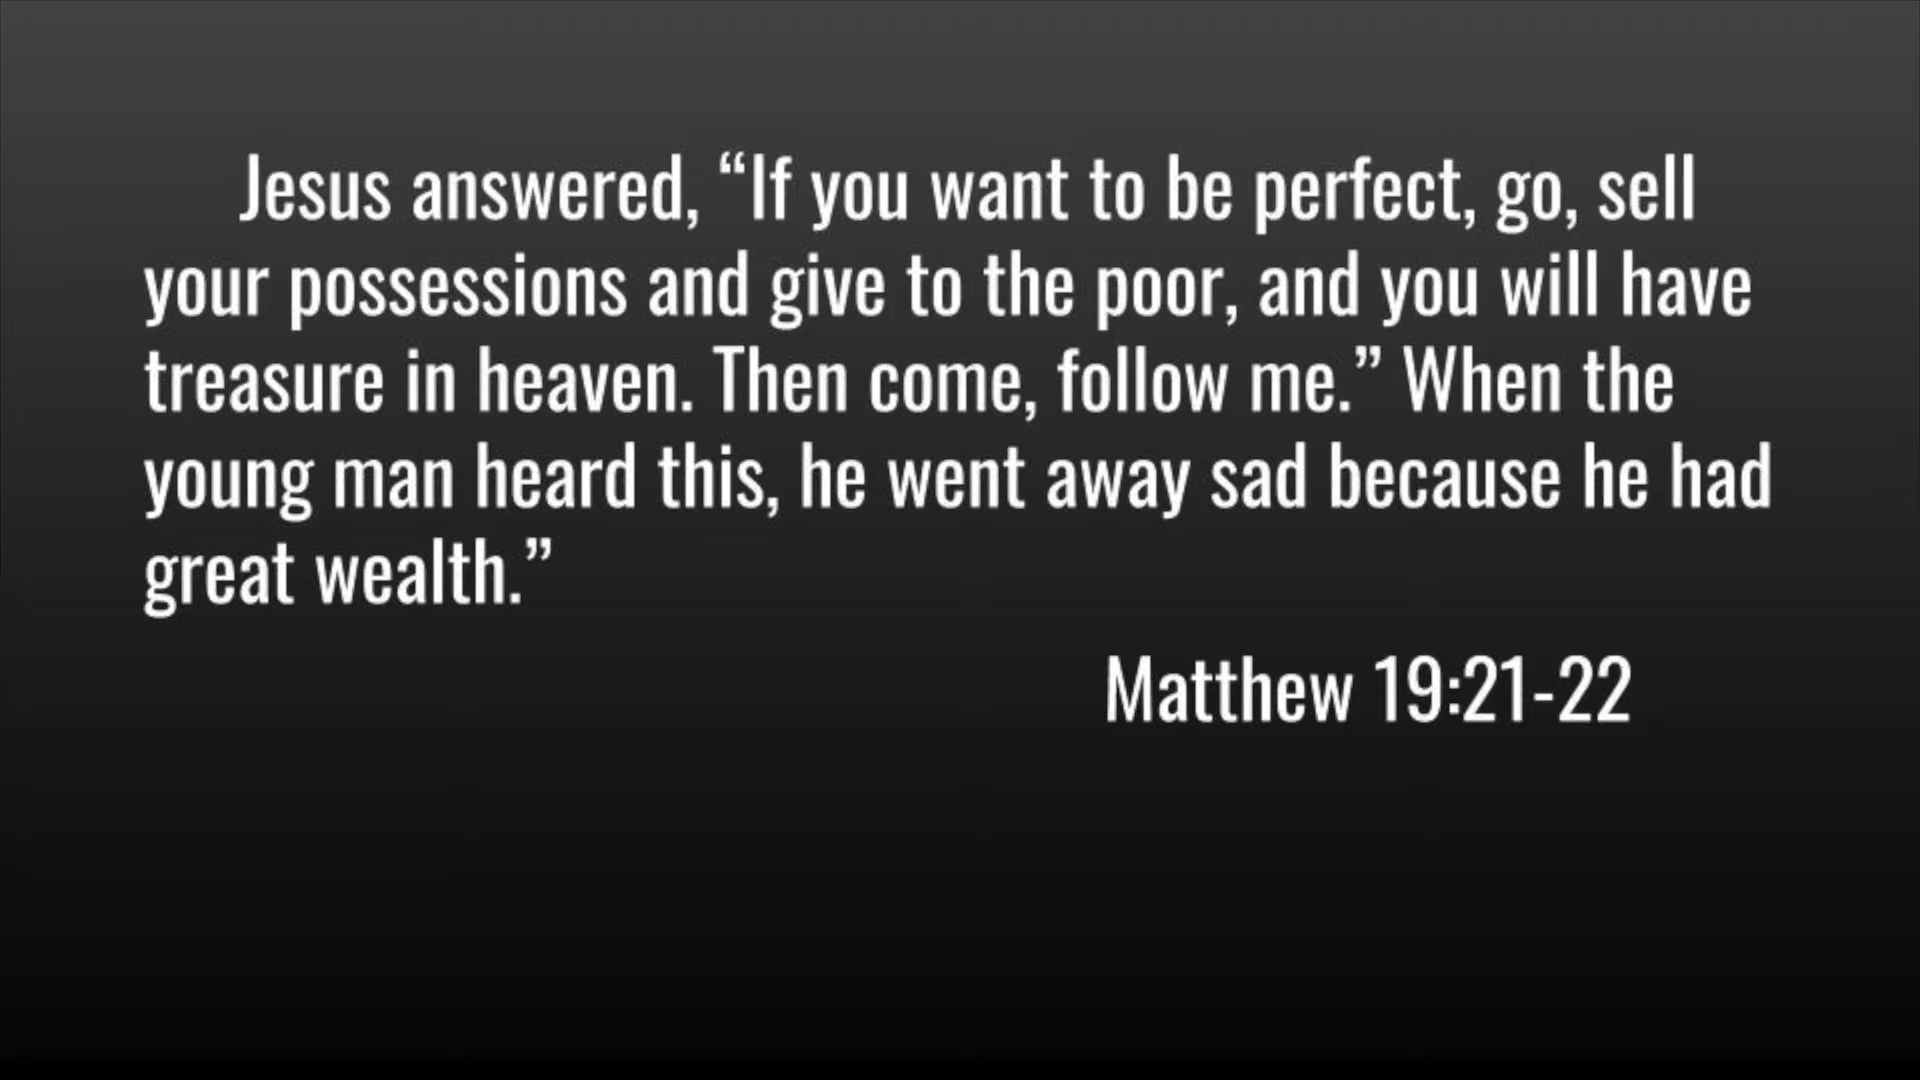 Jesus answered, “If you want to be perfect, go, sell
your possessions and give to the poor, and you will have
treasure in heaven. Then come, follow me.” When the
young man heard this, he went away sad because he had
great wealth.”
Matthew 19:21-22